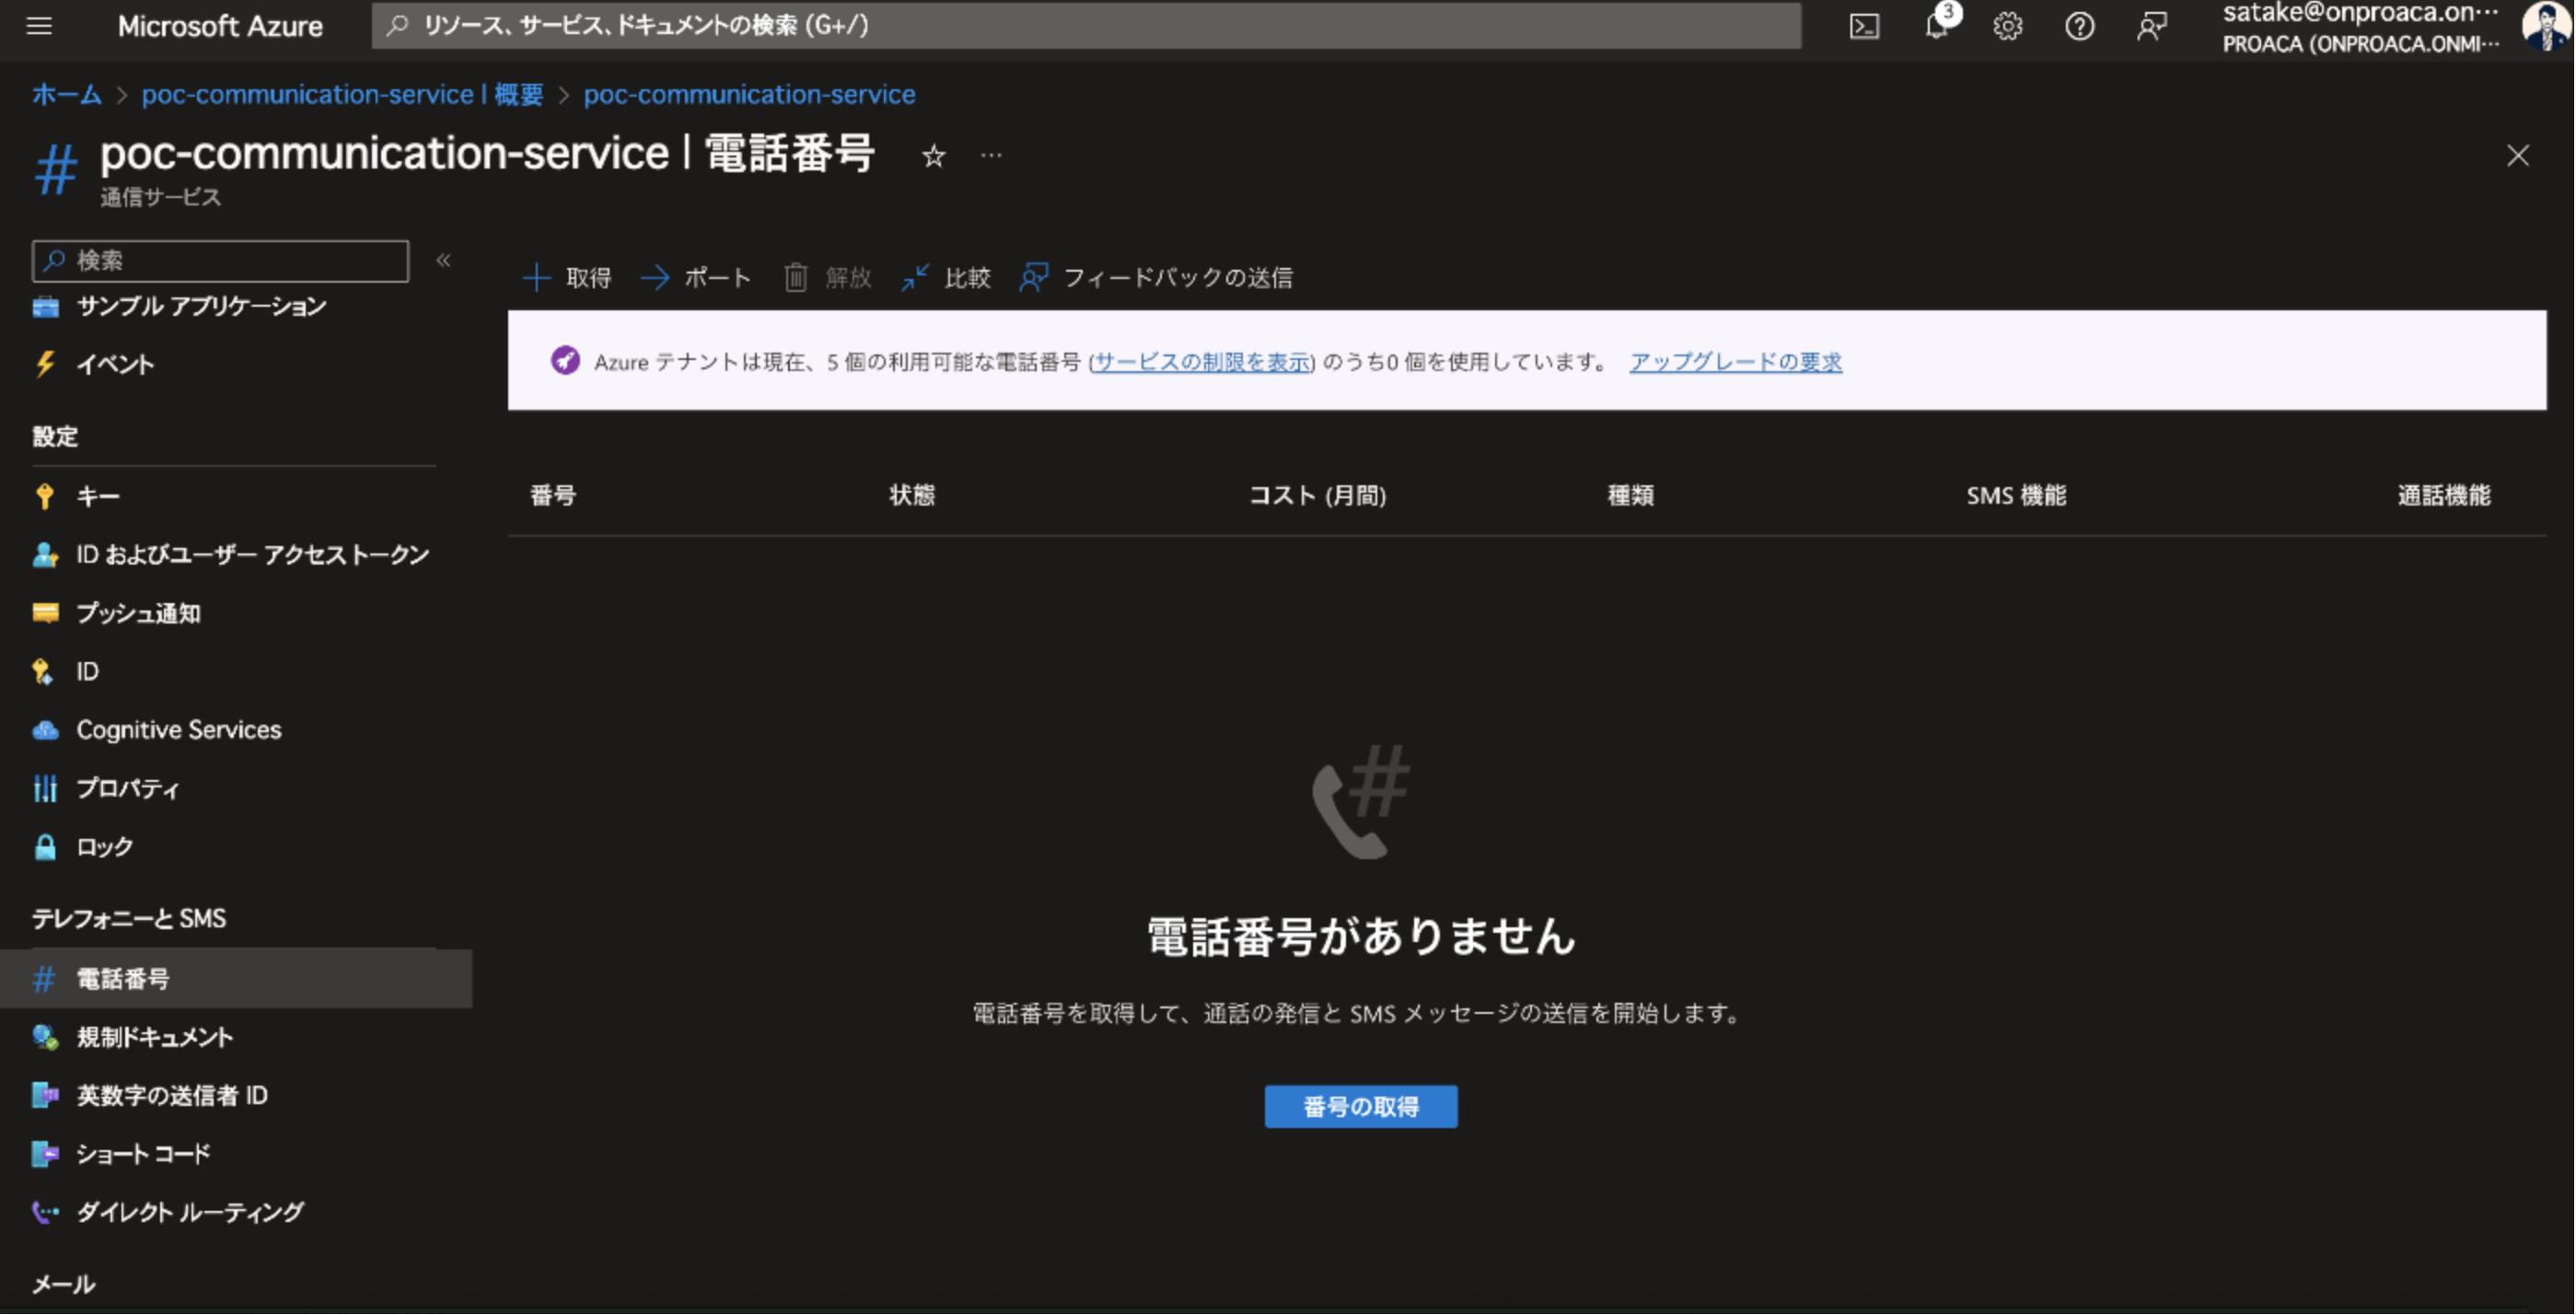 Microsoft Azure
リソース、サービス、ドキュメントの検索 (G+/)
3
satake@onproaca.on…
PROACA (ONPROACA.ONMI…
ホーム > poc-communication-service | 概要 > poc-communication-service
# poc-communication-service | 電話番号
通信サービス
検索
サンプル アプリケーション
イベント
設定
キー
ID およびユーザー アクセス トークン
プッシュ通知
ID
Cognitive Services
プロパティ
ロック
テレフォニーと SMS
# 電話番号
規制ドキュメント
英数字の送信者 ID
ショート コード
ダイレクト ルーティング
メール
取得 ポート 解放 比較 フィードバックの送信
Azure テナントは現在、5 個の利用可能な電話番号 (サービスの制限を表示) のうち0 個を使用しています。 アップグレードの要求
番号 状態 コスト (月間) 種類 SMS 機能 通話機能
#
電話番号がありません
電話番号を取得して、通話の発信と SMS メッセージの送信を開始します。
番号の取得